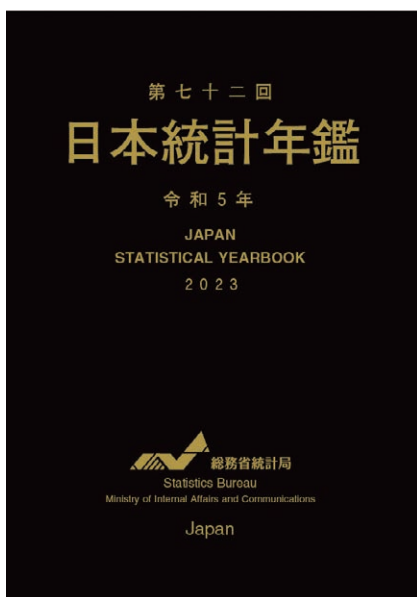 第七十二回
日本統計年鑑
令和5年
JAPAN
STATISTICAL YEARBOOK
2023
総務省統計局
Statistics Bureau
Ministry of Internal Affairs and Communications
Japan